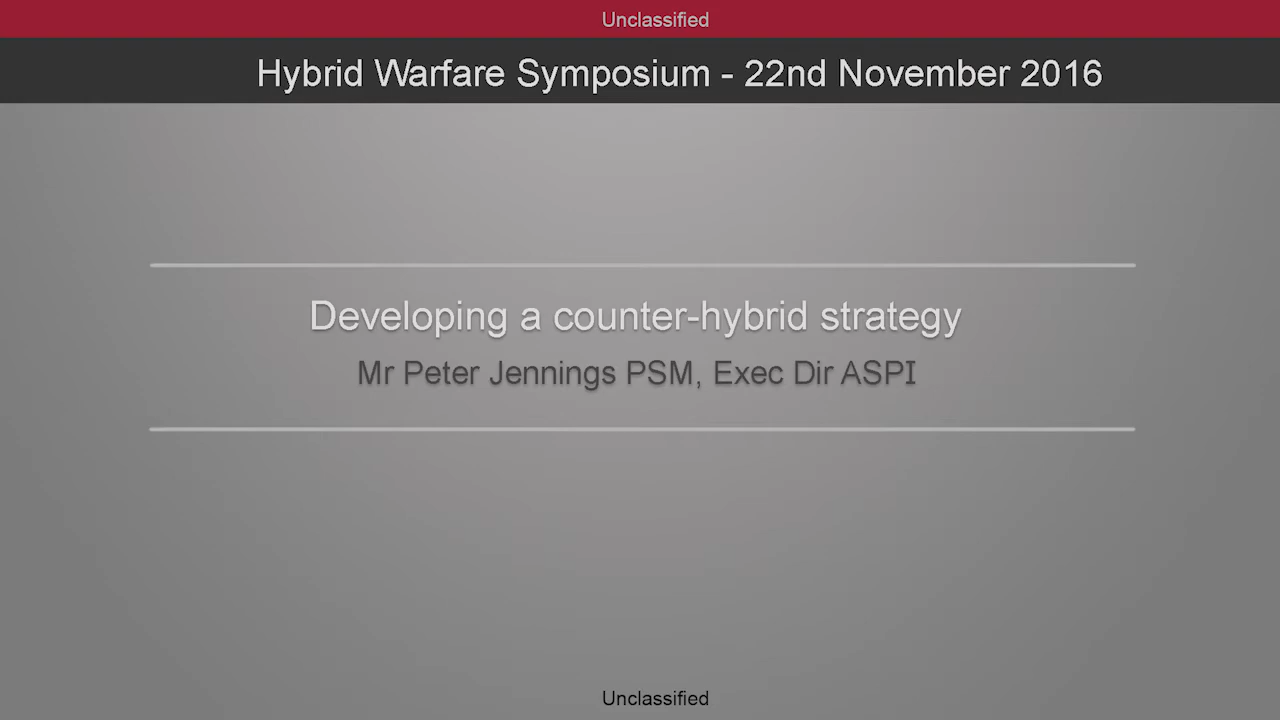 Unclassified
Hybrid Warfare Symposium - 22nd November 2016
Developing a counter-hybrid strategy
Mr Peter Jennings PSM, Exec Dir ASPI
Unclassified